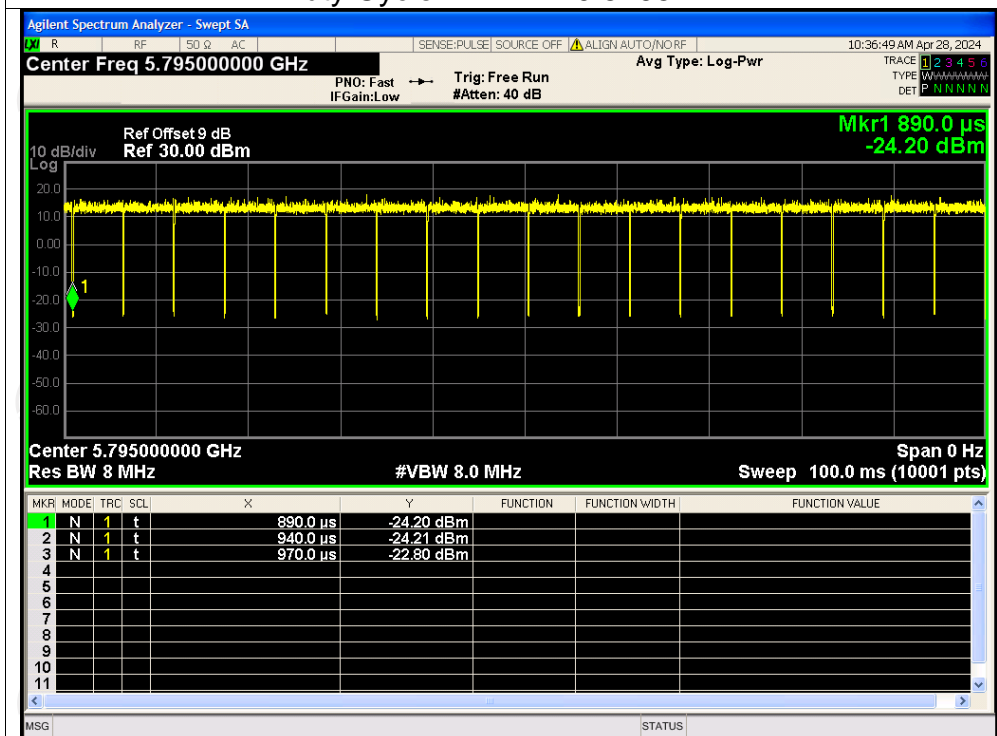 Agilent Spectrum Analyzer - Swept SA
LXI R RF 50 Ω AC SENSE:PULSE SOURCE OFF ALIGN AUTO/NO RF 10:36:49 AM Apr 28, 2024
Center Freq 5.795000000 GHz Avg Type: Log-Pwr TRACE 1 2 3 4 5 6
PNO: Fast Trig: Free Run TYPE WWWWWW
IFGain:Low #Atten: 40 dB DET P N N N N N
Mkr1 890.0 µs
Ref Offset 9 dB
10 dB/div Ref 30.00 dBm -24.20 dBm
Log
20.0
10.0
0.00
-10.0
1
-20.0
-30.0
-40.0
-50.0
-60.0
Center 5.795000000 GHz Span 0 Hz
Res BW 8 MHz #VBW 8.0 MHz Sweep 100.0 ms (10001 pts)
MKR MODE TRC SCL X Y FUNCTION FUNCTION WIDTH FUNCTION VALUE
1 N 1 t 890.0 µs -24.20 dBm
2 N 1 t 940.0 µs -24.21 dBm
3 N 1 t 970.0 µs -22.80 dBm
4
5
6
7
8
9
10
11
MSG STATUS